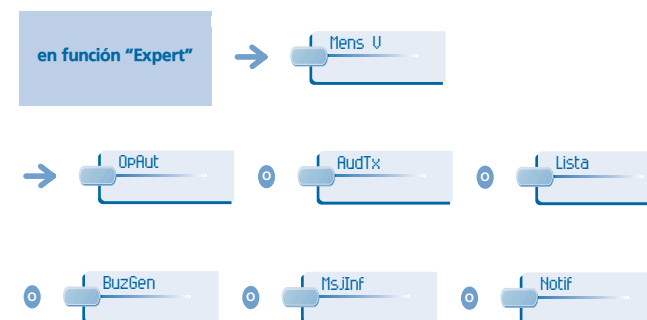 en función “Expert”
Mens V
OpAut
o
AudTx
o
Lista
o
BuzGen
o
MsjInf
o
Notif